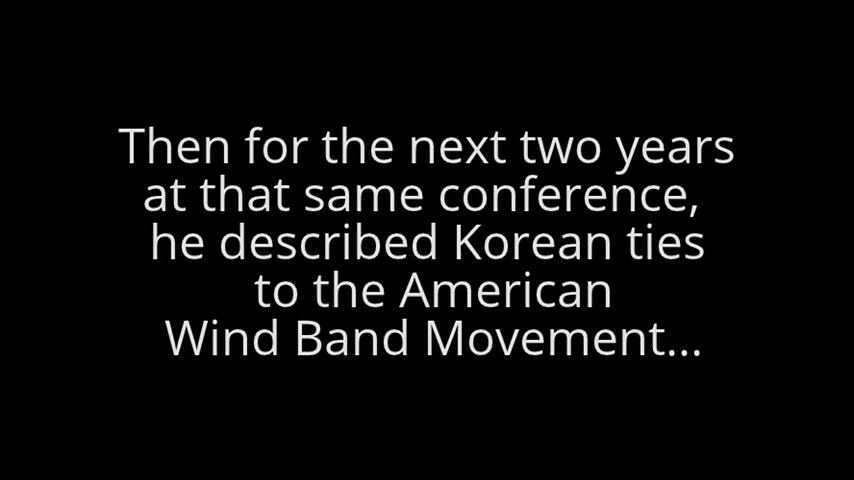 Then for the next two years
at that same conference,
he described Korean ties
to the American
Wind Band Movement...